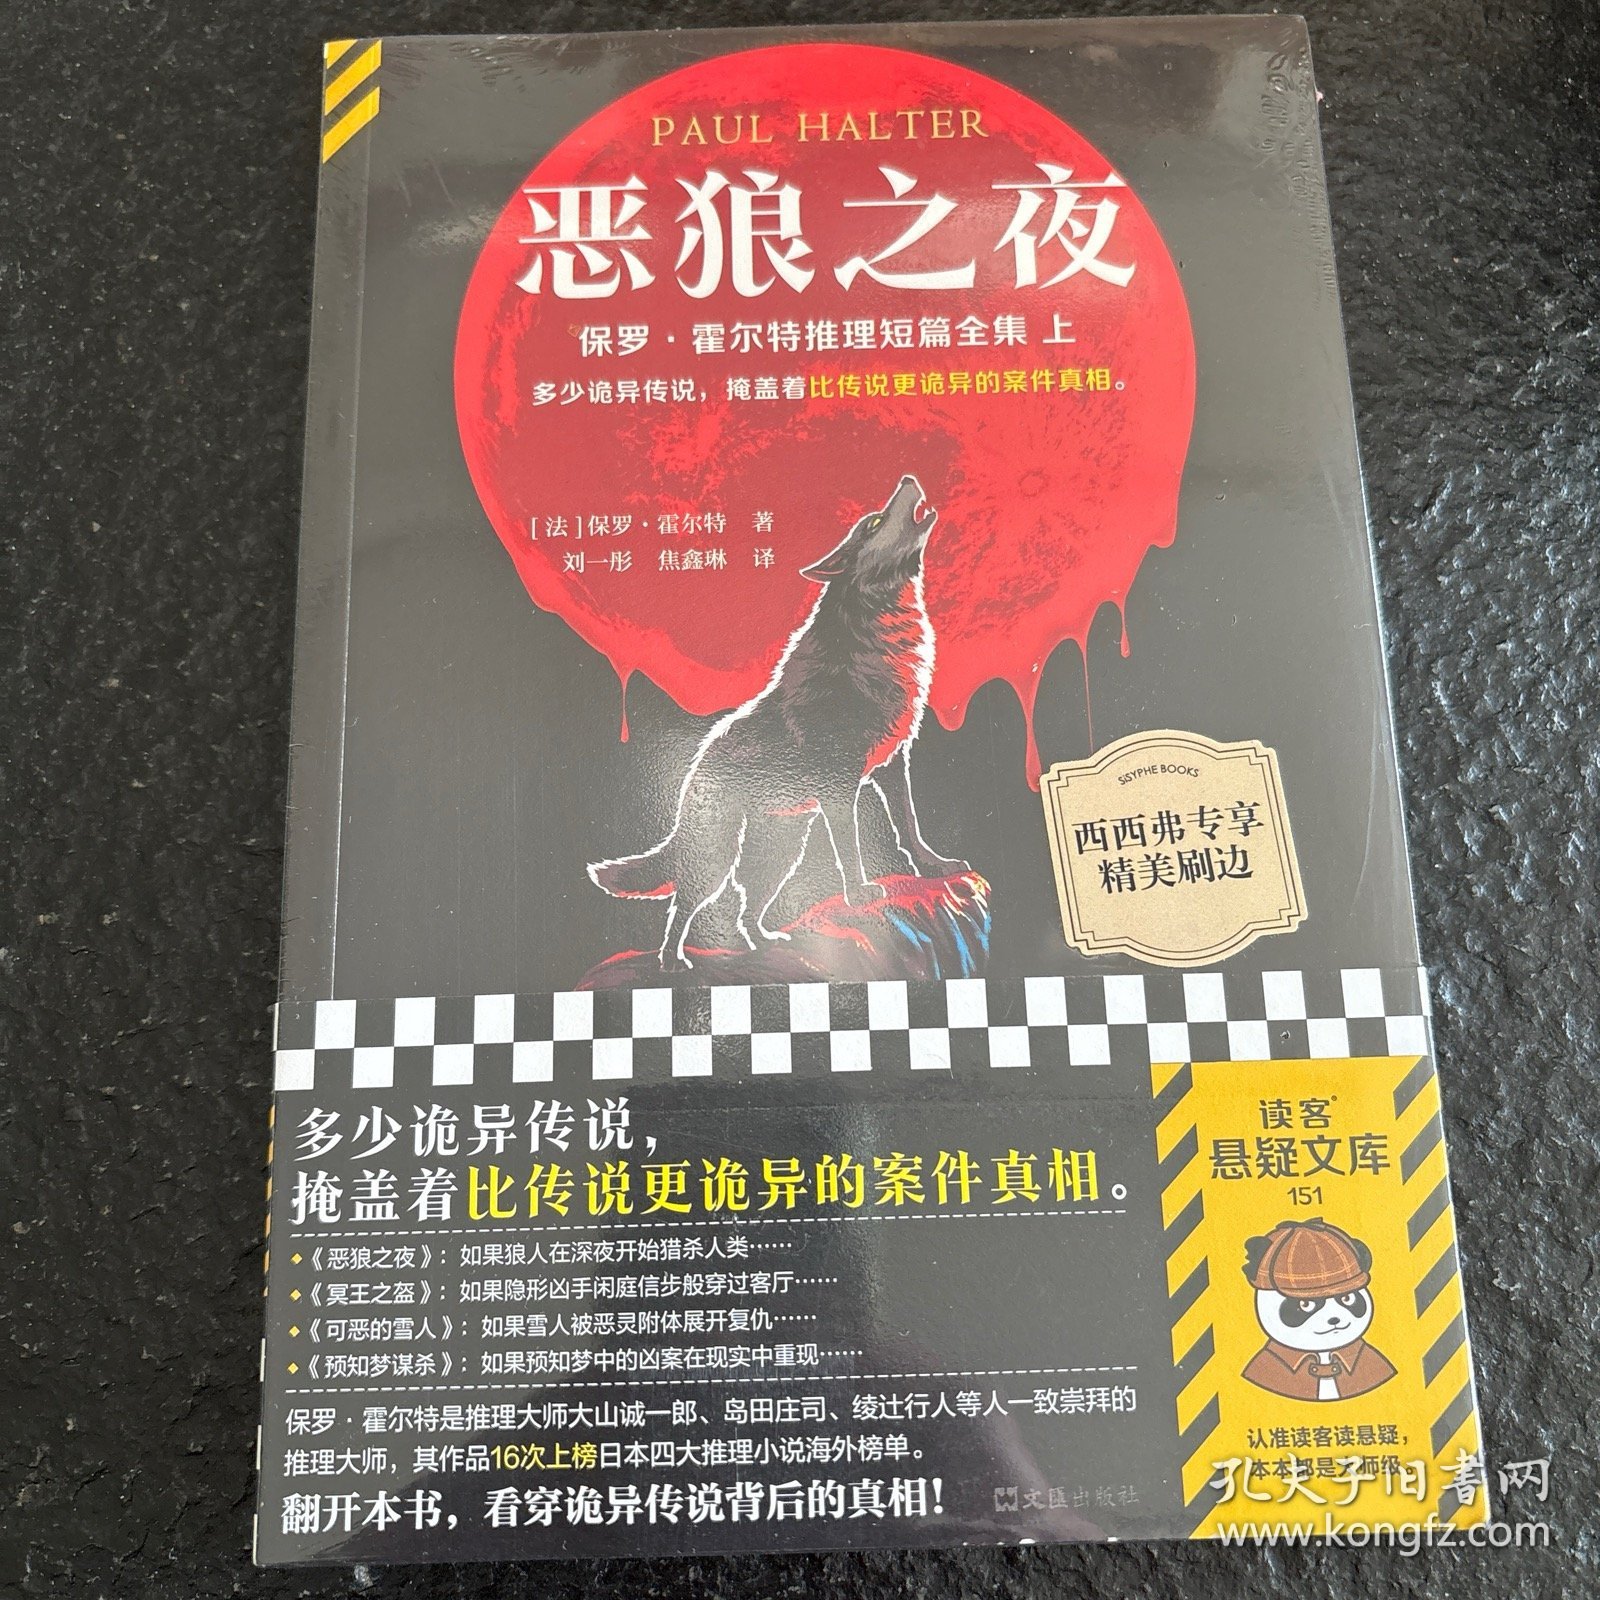 PAUL HALTER
恶狼之夜
保罗·霍尔特推理短篇全集 上
多少诡异传说，掩盖着比传说更诡异的案件真相。
[法]保罗·霍尔特 著
刘一彤 焦鑫琳 译
SISYPHE BOOKS
西西弗专享
精美刷边
多少诡异传说，
掩盖着比传说更诡异的案件真相。
《恶狼之夜》：如果狼人在深夜开始猎杀人类……
《冥王之盔》：如果隐形凶手闲庭信步般穿过客厅……
《可恶的雪人》：如果雪人被恶灵附体展开复仇……
《预知梦谋杀》：如果预知梦中的凶案在现实中重现……
保罗·霍尔特是推理大师大山诚一郎、岛田庄司、绫辻行人等人一致崇拜的
推理大师，其作品16次上榜日本四大推理小说海外榜单。
翻开本书，看穿诡异传说背后的真相！
文匯出版社
读客®
悬疑文库
151
认准读客读悬疑，
本本都是大师级
孔夫子旧书网
www.kongfz.com